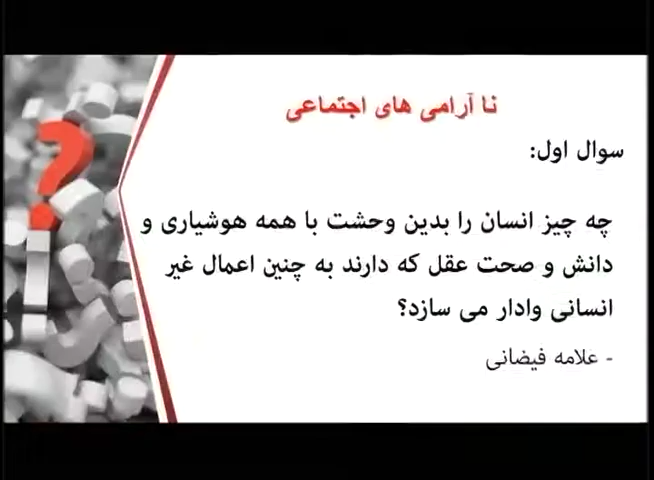 نا آرامی های اجتماعی
سوال اول:
چه چیز انسان را بدین وحشت با همه هوشیاری و
دانش و صحت عقل که دارند به چنین اعمال غیر
انسانی وادار می سازد؟
- علامه فیضانی